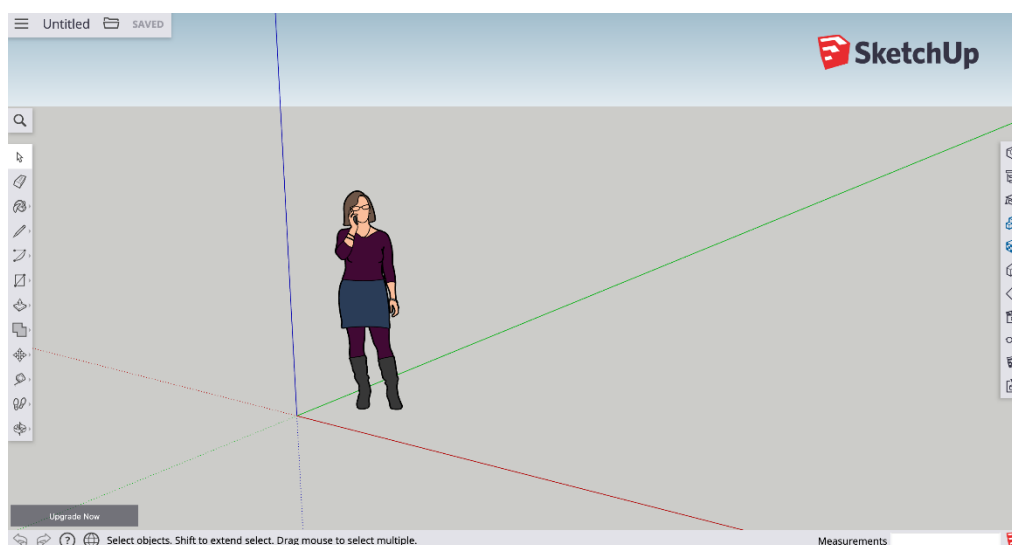 Untitled SAVED
SketchUp
Upgrade Now
Select objects. Shift to extend select. Drag mouse to select multiple.
Measurements